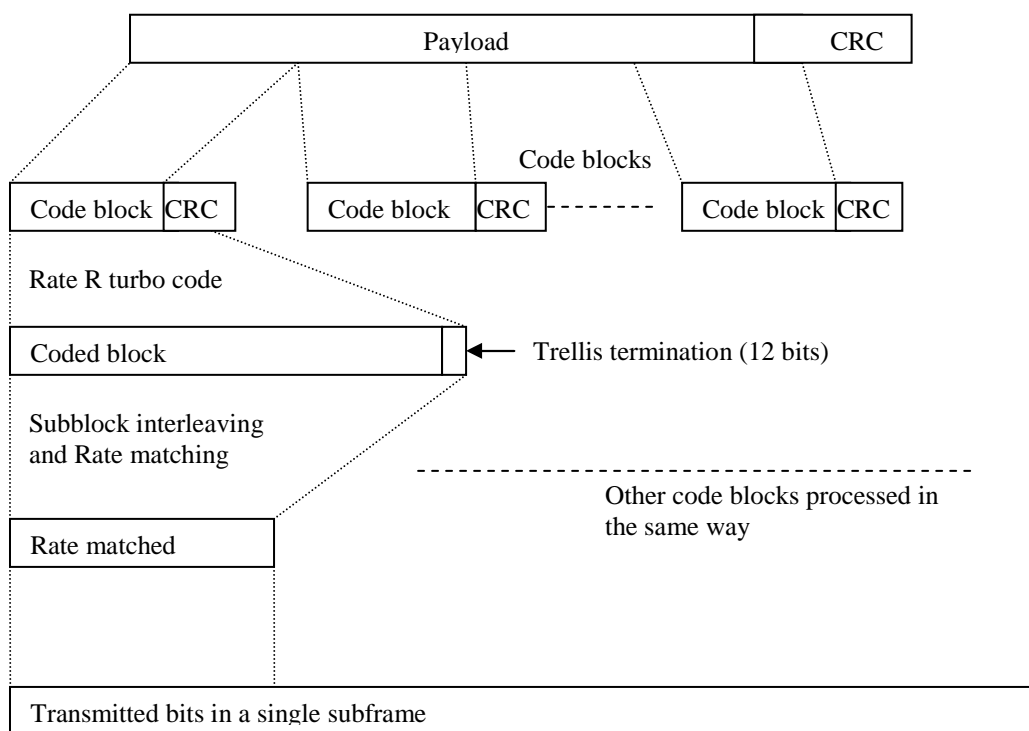 Payload CRC
Code blocks
Code block CRC Code block CRC Code block CRC
Rate R turbo code
Coded block
Trellis termination (12 bits)
Subblock interleaving
and Rate matching
Other code blocks processed in
the same way
Rate matched
Transmitted bits in a single subframe